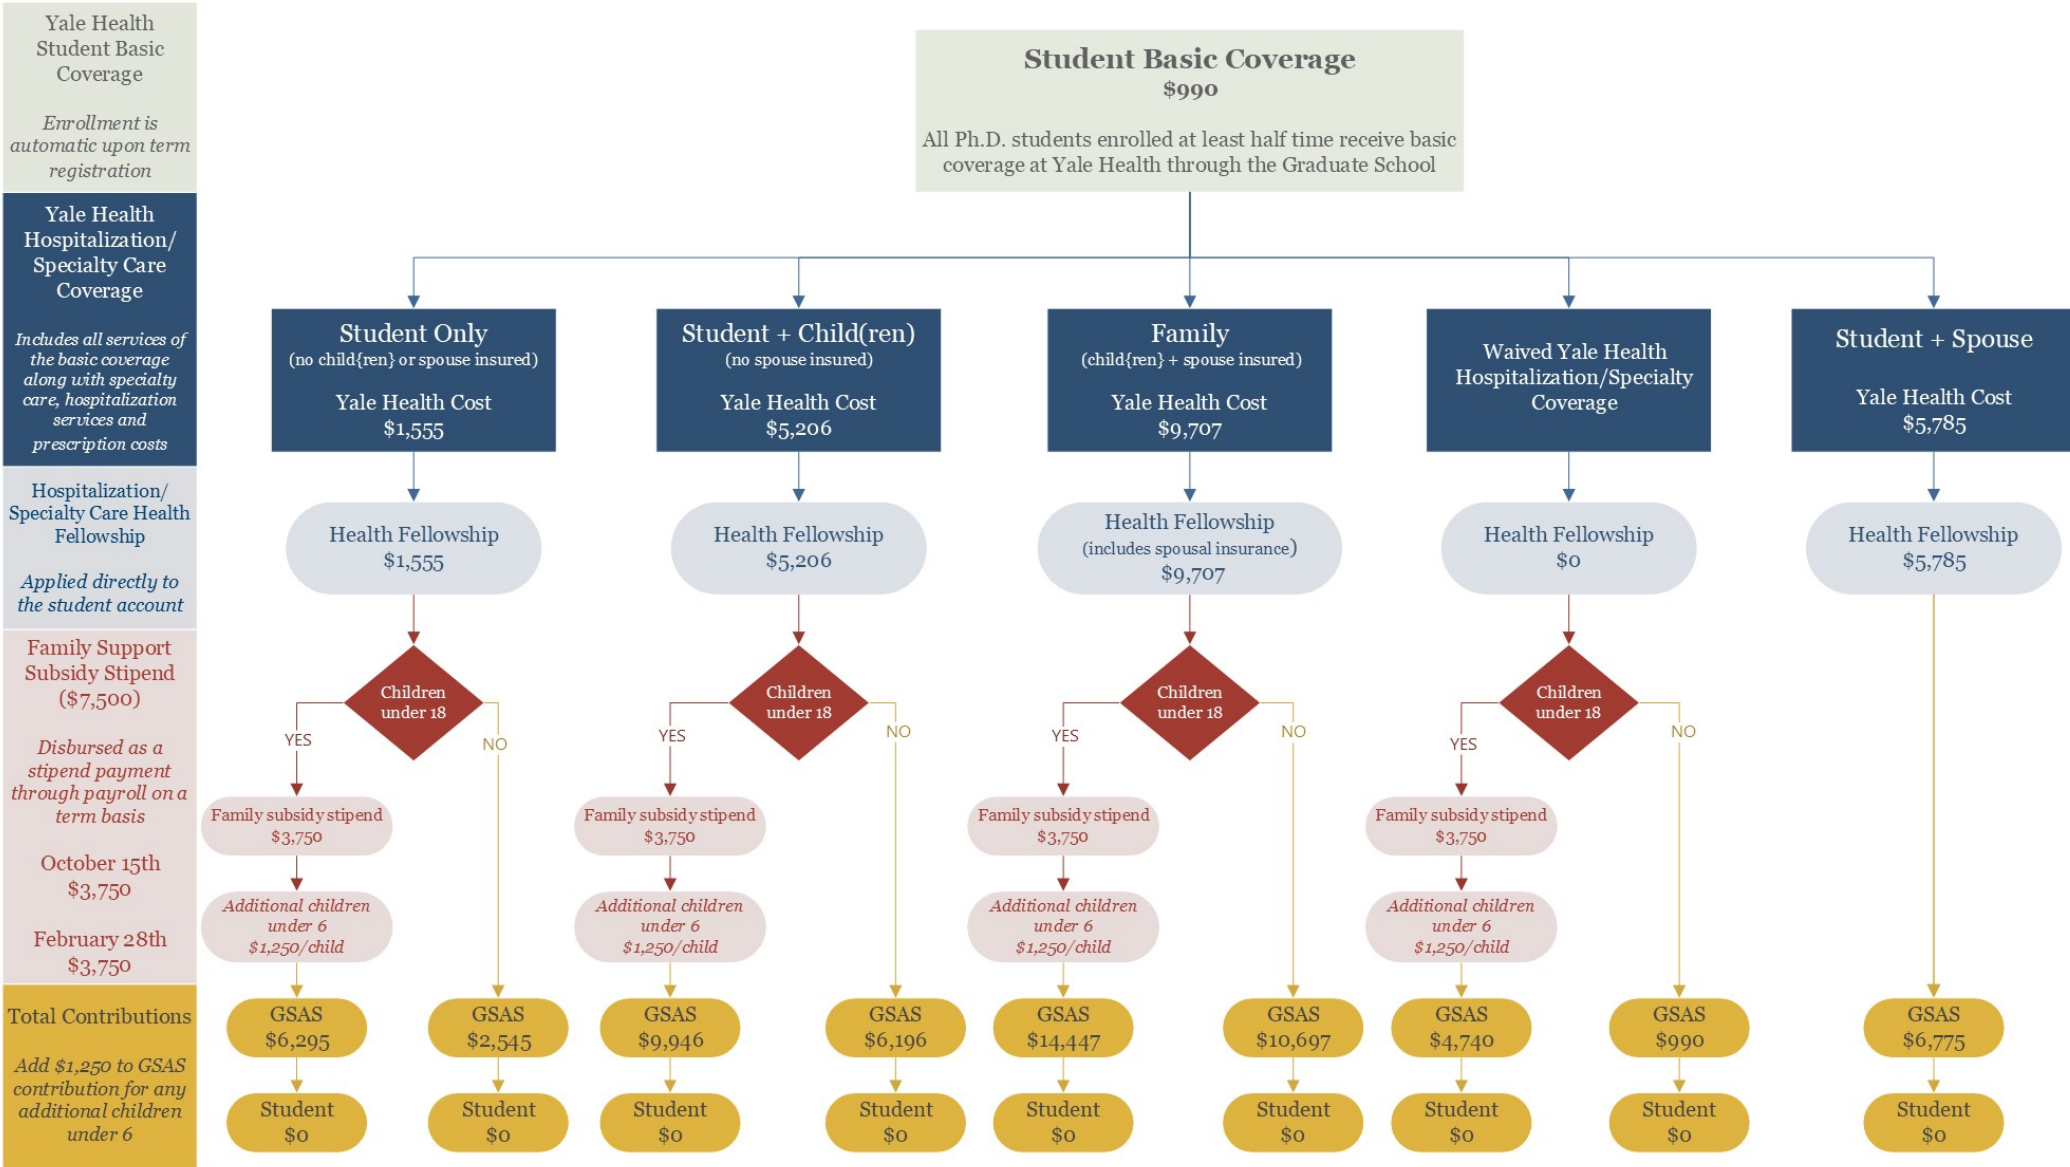 Yale Health
Student Basic
Coverage
Enrollment is
automatic upon term
registration
Student Basic Coverage
$990
All Ph.D. students enrolled at least half time receive basic
coverage at Yale Health through the Graduate School
Yale Health
Hospitalization/
Specialty Care
Coverage
Includes all services of
the basic coverage
along with specialty
care, hospitalization
services and
prescription costs
Student Only
(no child{ren} or spouse insured)
Yale Health Cost
$1,555
Student + Child(ren)
(no spouse insured)
Yale Health Cost
$5,206
Family
(child{ren} + spouse insured)
Yale Health Cost
$9,707
Waived Yale Health
Hospitalization/Specialty
Coverage
Student + Spouse
Yale Health Cost
$5,785
Hospitalization/
Specialty Care Health
Fellowship
Applied directly to
the student account
Health Fellowship
$1,555
Health Fellowship
$5,206
Health Fellowship
(includes spousal insurance)
$9,707
Health Fellowship
$0
Health Fellowship
$5,785
Family Support
Subsidy Stipend
($7,500)
Disbursed as a
stipend payment
through payroll on a
term basis
October 15th
$3,750
February 28th
$3,750
Children
under 18
YES
NO
Family subsidy stipend
$3,750
Additional children
under 6
$1,250/child
Children
under 18
YES
NO
Family subsidy stipend
$3,750
Additional children
under 6
$1,250/child
Children
under 18
YES
NO
Family subsidy stipend
$3,750
Additional children
under 6
$1,250/child
Children
under 18
YES
NO
Family subsidy stipend
$3,750
Additional children
under 6
$1,250/child
Total Contributions
Add $1,250 to GSAS
contribution for any
additional children
under 6
GSAS
$6,295
Student
$0
GSAS
$2,545
Student
$0
GSAS
$9,946
Student
$0
GSAS
$6,196
Student
$0
GSAS
$14,447
Student
$0
GSAS
$10,697
Student
$0
GSAS
$4,740
Student
$0
GSAS
$990
Student
$0
GSAS
$6,775
Student
$0